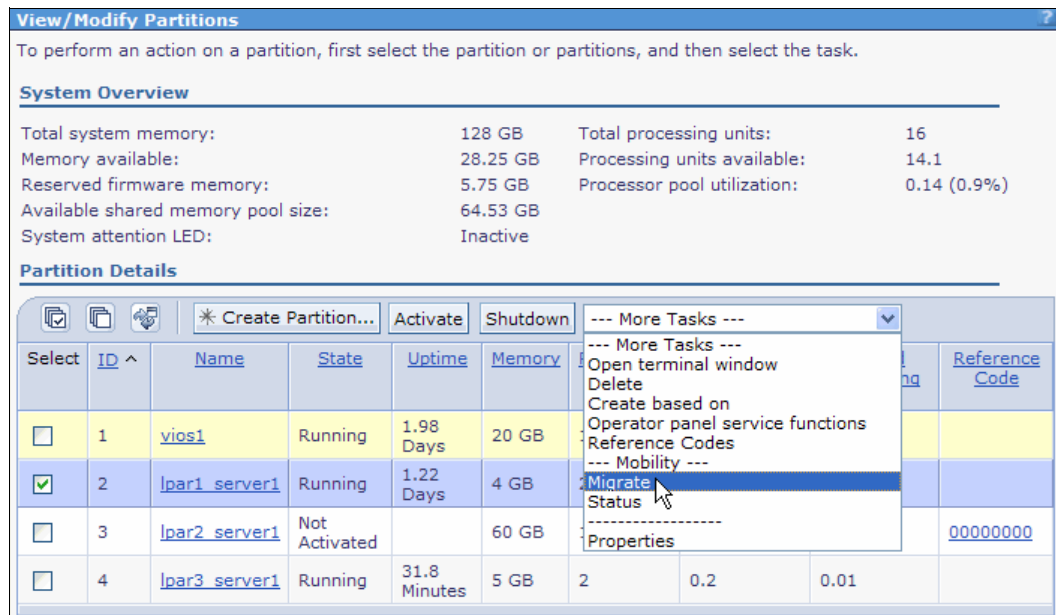 View/Modify Partitions ?
To perform an action on a partition, first select the partition or partitions, and then select the task.
System Overview
Total system memory: 128 GB Total processing units: 16
Memory available: 28.25 GB Processing units available: 14.1
Reserved firmware memory: 5.75 GB Processor pool utilization: 0.14 (0.9%)
Available shared memory pool size: 64.53 GB
System attention LED: Inactive
Partition Details
Create Partition... Activate Shutdown --- More Tasks ---
--- More Tasks ---
Open terminal window
Delete
Create based on
Operator panel service functions
Reference Codes
--- Mobility ---
Migrate
Status
-------------------
Properties
Select ID ^ Name State Uptime Memory Reference Code
1 vios1 Running 1.98 Days 20 GB
2 lpar1_server1 Running 1.22 Days 4 GB
3 lpar2_server1 Not Activated 60 GB 00000000
4 lpar3_server1 Running 31.8 Minutes 5 GB 2 0.2 0.01